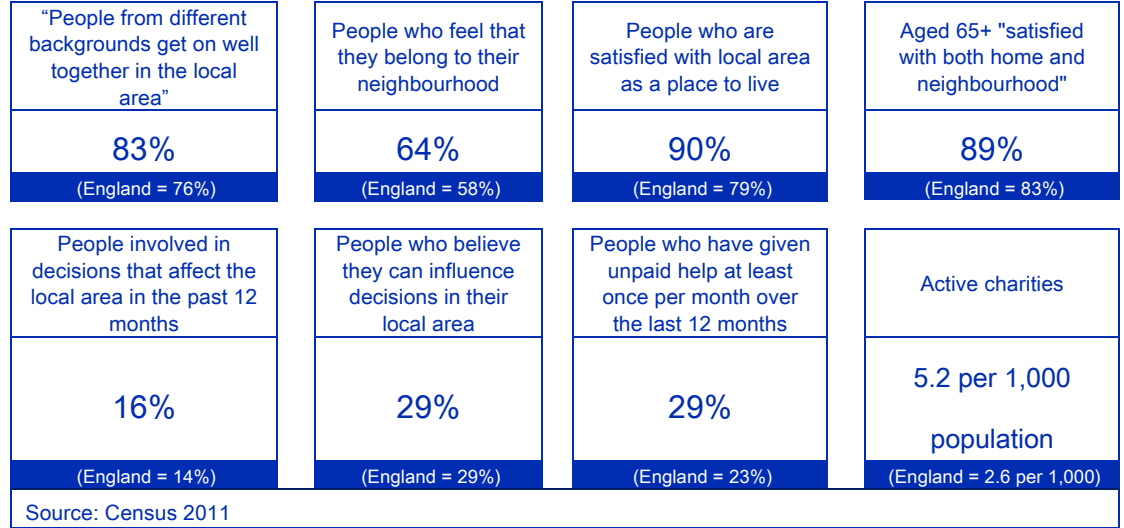 “People from different
backgrounds get on well
together in the local
area”
83%
(England = 76%)
People who feel that
they belong to their
neighbourhood
64%
(England = 58%)
People who are
satisfied with local area
as a place to live
90%
(England = 79%)
Aged 65+ "satisfied
with both home and
neighbourhood"
89%
(England = 83%)
People involved in
decisions that affect the
local area in the past 12
months
16%
(England = 14%)
People who believe
they can influence
decisions in their
local area
29%
(England = 29%)
People who have given
unpaid help at least
once per month over
the last 12 months
29%
(England = 23%)
Active charities
5.2 per 1,000
population
(England = 2.6 per 1,000)
Source: Census 2011